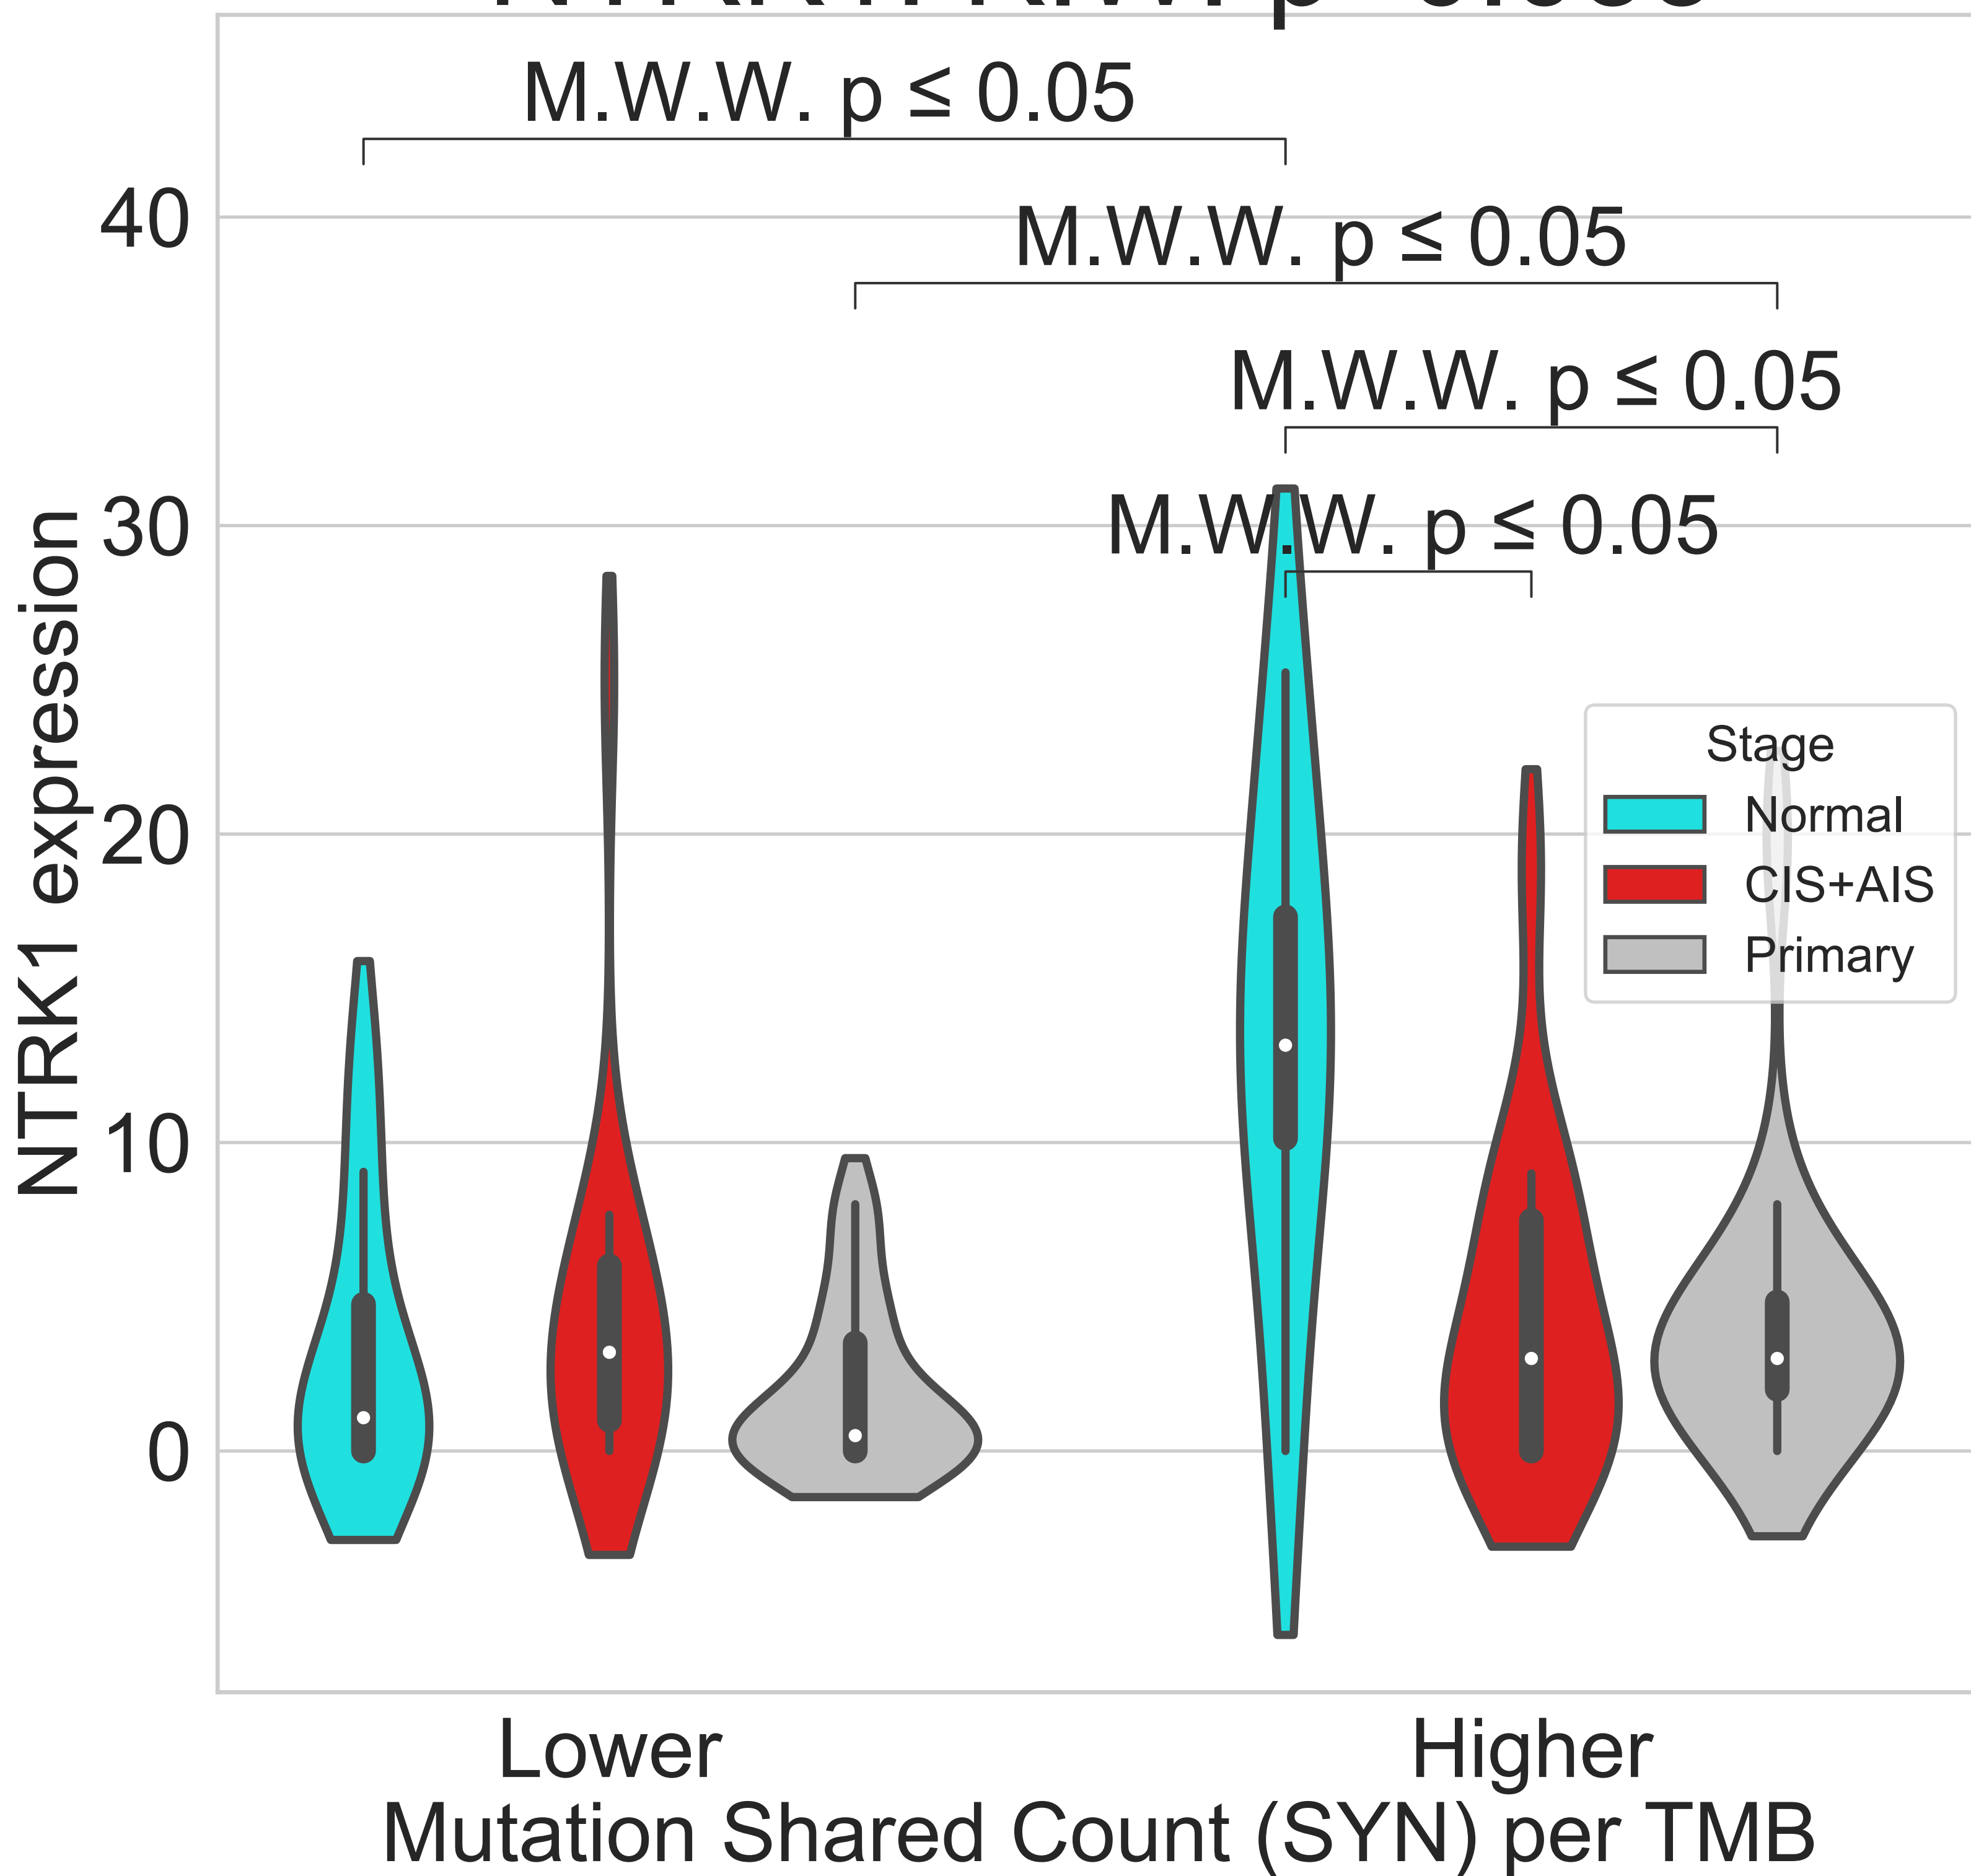 M.W.W. p ≤ 0.05
40
M.W.W. p ≤ 0.05
M.W.W. p ≤ 0.05
30
M.W.W. p ≤ 0.05
NTRK1 expression
Stage
Normal
20
CIS+AIS
Primary
10
0
Lower
Higher
Mutation Shared Count (SYN) per TMB